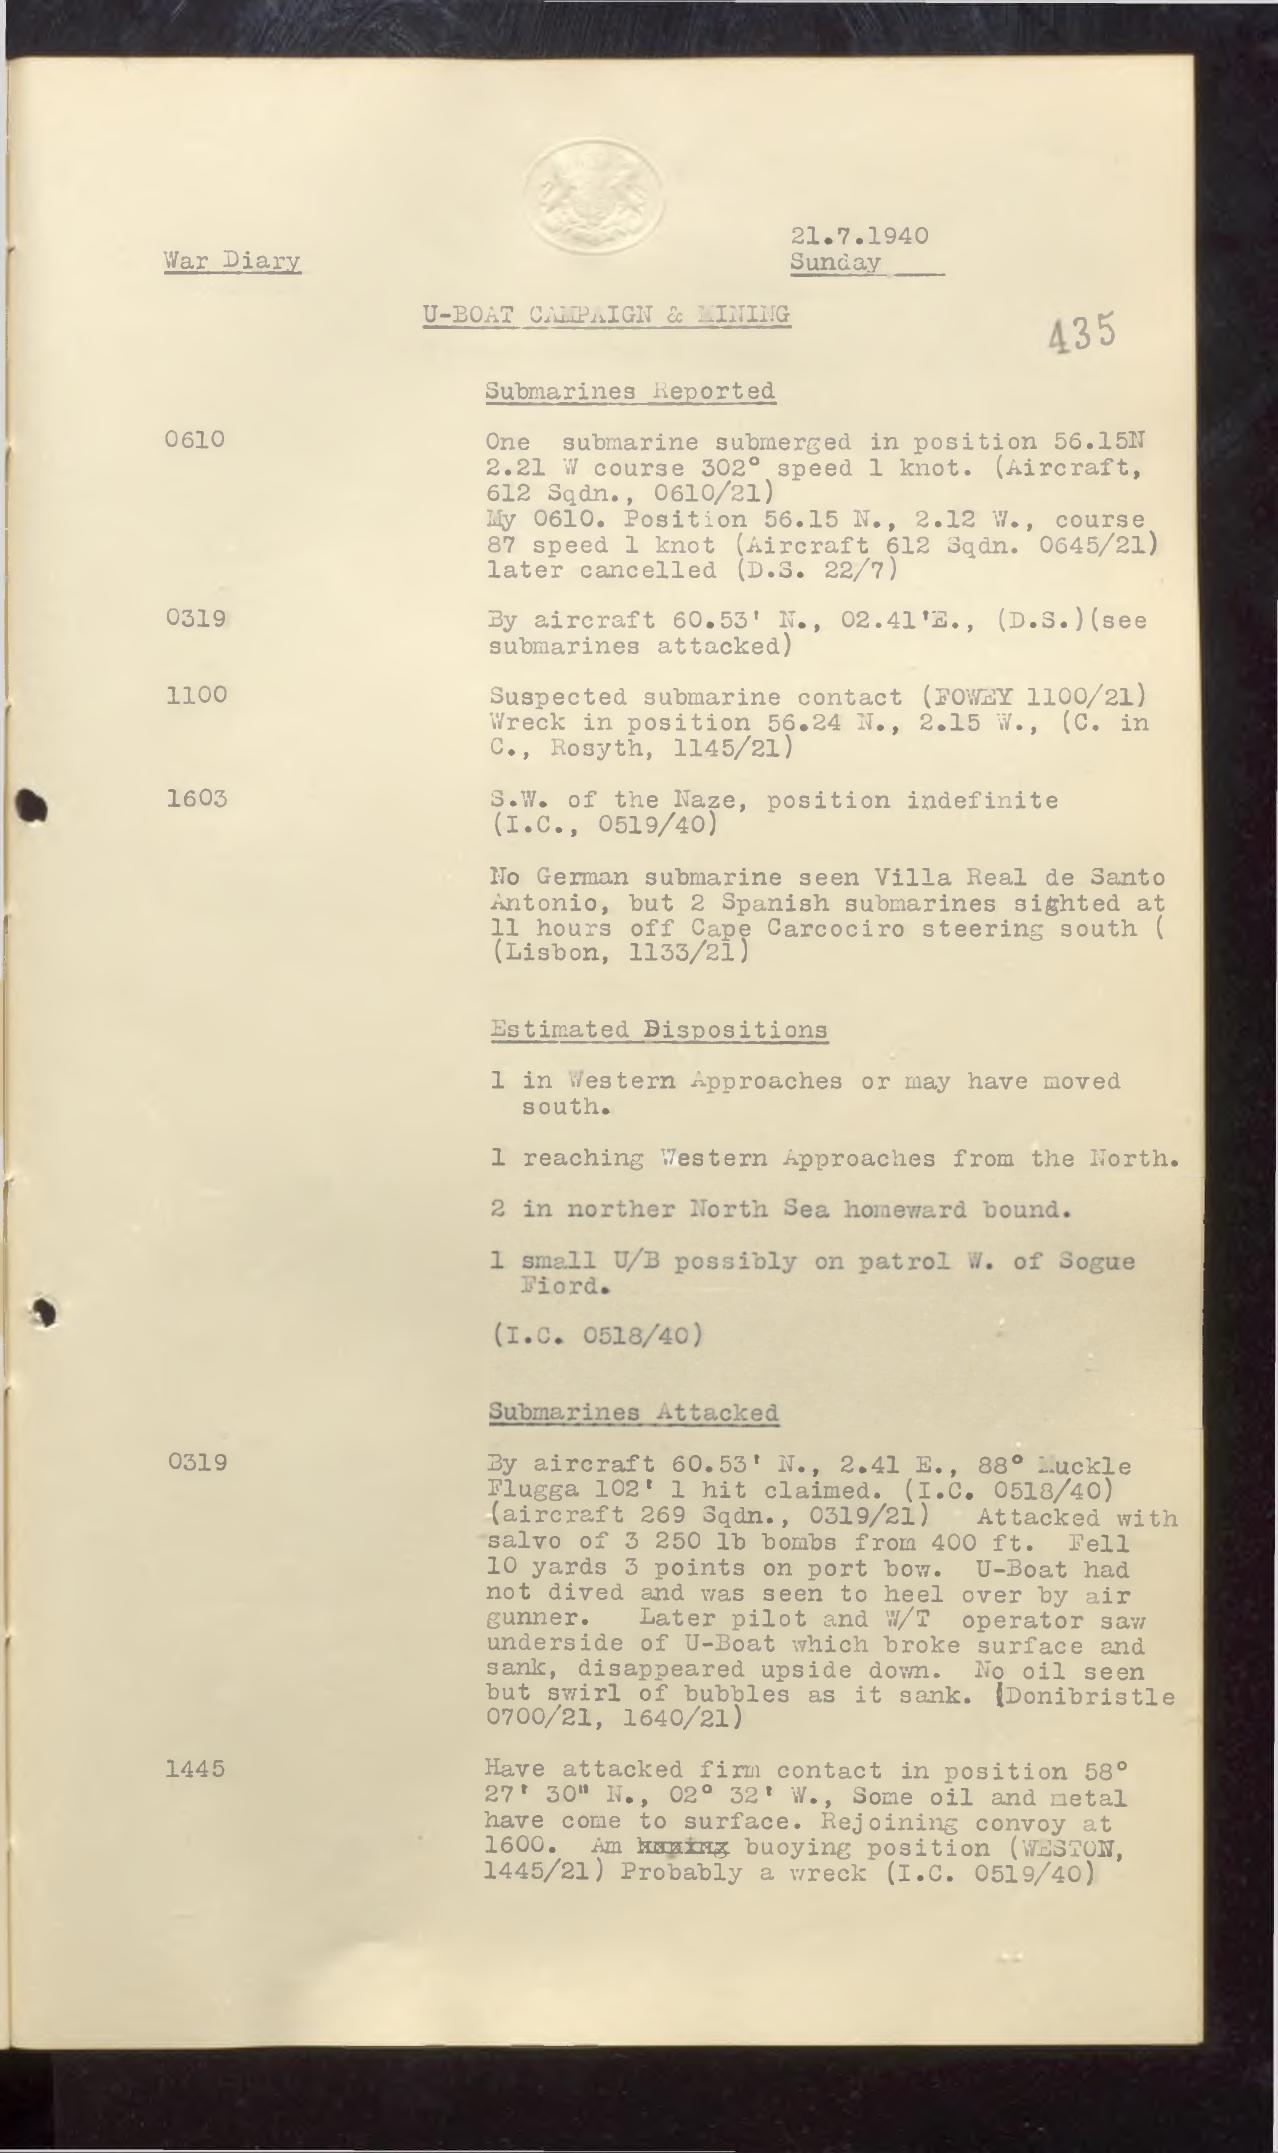 War Diary
21.7.1940
Sunday
U-BOAT CAMPAIGN & MINING
435
Submarines Reported
0610
One submarine submerged in position 56.15N
2.21 W course 302° speed 1 knot. (Aircraft,
612 Sqdn., 0610/21)
My 0610. Position 56.15 N., 2.12 W., course
87 speed 1 knot (Aircraft 612 Sqdn. 0645/21)
later cancelled (D.S. 22/7)
0319
By aircraft 60.53' N., 02.41'E., (D.S.)(see
submarines attacked)
1100
Suspected submarine contact (FOWEY 1100/21)
Wreck in position 56.24 N., 2.15 W., (C. in
C., Rosyth, 1145/21)
1603
S.W. of the Naze, position indefinite
(I.C., 0519/40)
No German submarine seen Villa Real de Santo
Antonio, but 2 Spanish submarines sighted at
11 hours off Cape Carcociro steering south (
(Lisbon, 1133/21)
Estimated Dispositions
1 in Western Approaches or may have moved
south.
1 reaching Western Approaches from the North.
2 in norther North Sea homeward bound.
1 small U/B possibly on patrol W. of Sogue
Fiord.
(I.C. 0518/40)
Submarines Attacked
0319
By aircraft 60.53' N., 2.41 E., 88° Muckle
Flugga 102' 1 hit claimed. (I.C. 0518/40)
(aircraft 269 Sqdn., 0319/21) Attacked with
salvo of 3 250 lb bombs from 400 ft. Fell
10 yards 3 points on port bow. U-Boat had
not dived and was seen to heel over by air
gunner. Later pilot and W/T operator saw
underside of U-Boat which broke surface and
sank, disappeared upside down. No oil seen
but swirl of bubbles as it sank. (Donibristle
0700/21, 1640/21)
1445
Have attacked firm contact in position 58°
27' 30" N., 02° 32' W., Some oil and metal
have come to surface. Rejoining convoy at
1600. Am buoying position (WESTON,
1445/21) Probably a wreck (I.C. 0519/40)